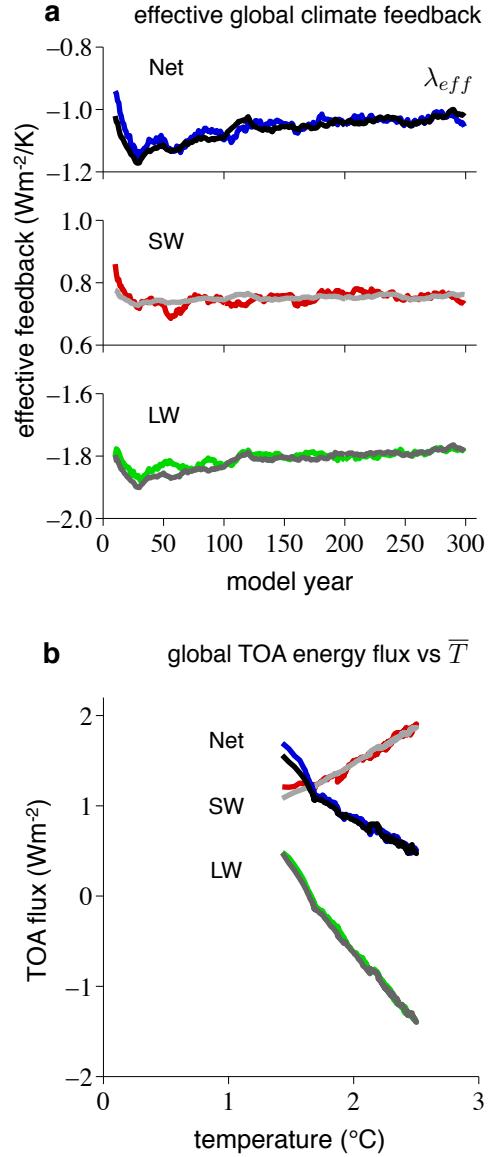 a effective global climate feedback
−0.8
Net
λeff
−1.0
−1.2
1.0
SW
0.8
0.6
−1.6
LW
−1.8
−2.0
effective feedback (Wm-2/K)
0 50 100 150 200 250 300
model year
b global TOA energy flux vs T̅
2
Net
1
SW
LW
0
−1
−2
TOA flux (Wm-2)
0 1 2 3
temperature (°C)